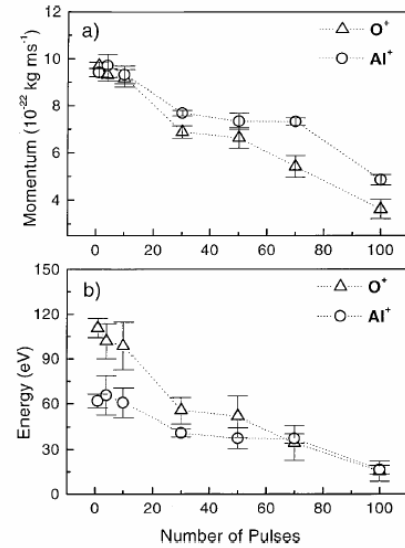 a)
O⁺
Al⁺
Momentum (10⁻²² kg ms⁻¹)
12
10
8
6
4
0 20 40 60 80 100
b)
O⁺
Al⁺
Energy (eV)
150
120
90
60
30
0
0 20 40 60 80 100
Number of Pulses